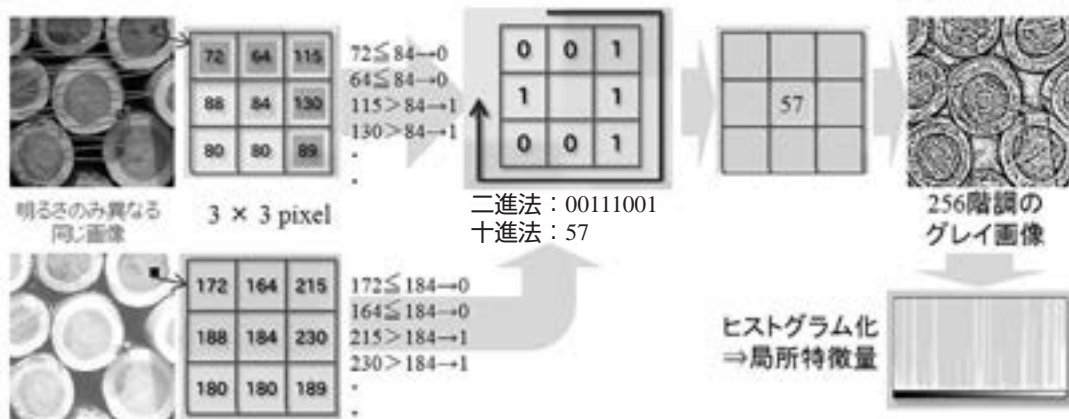 72 64 115
88 84 130
80 80 89
72≦84→0
64≦84→0
115>84→1
130>84→1
.
.
0 0 1
1 1
0 0 1
57
明るさのみ異なる
同じ画像
3 × 3 pixel
二進法:00111001
十進法:57
256階調の
グレイ画像
172 164 215
188 184 230
180 180 189
172≦184→0
164≦184→0
215>184→1
230>184→1
.
.
ヒストグラム化
⇒局所特徴量